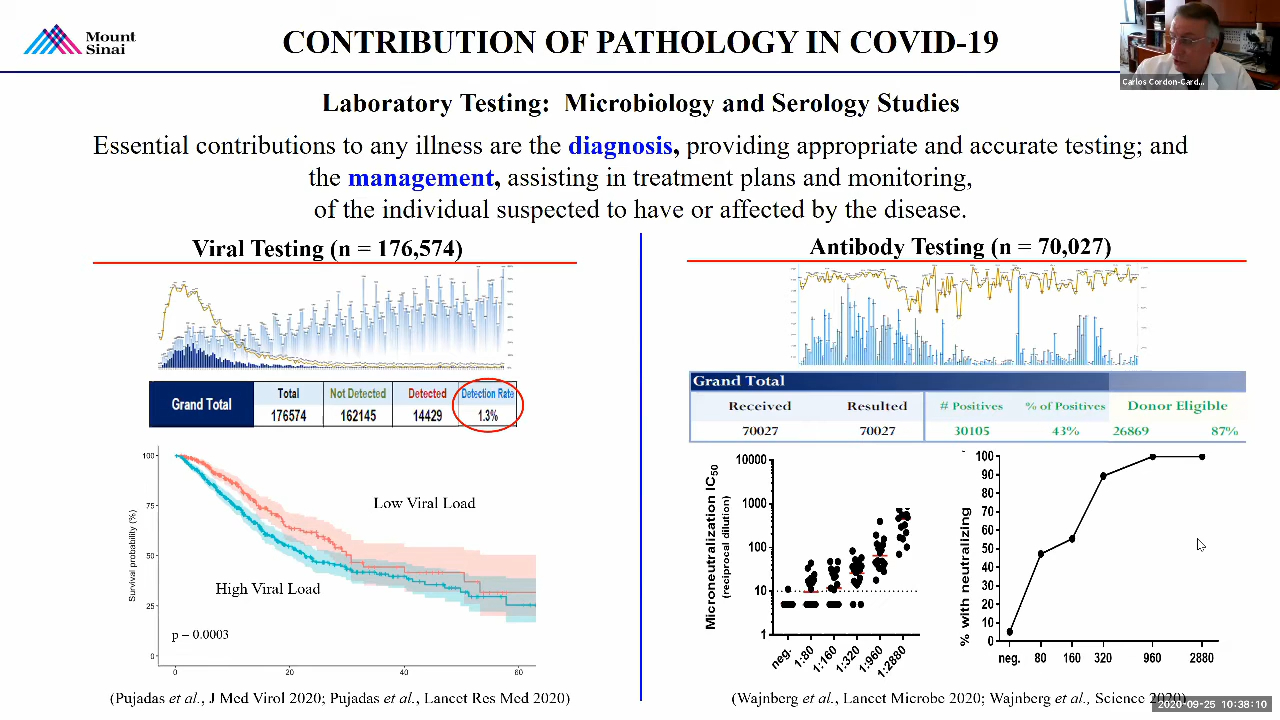 Mount
Sinai
CONTRIBUTION OF PATHOLOGY IN COVID-19
Carlos Cordon-Card...
Laboratory Testing: Microbiology and Serology Studies
Essential contributions to any illness are the diagnosis, providing appropriate and accurate testing; and
the management, assisting in treatment plans and monitoring,
of the individual suspected to have or affected by the disease.
Viral Testing (n = 176,574)
Grand Total
Total Not Detected Detected Detection Rate
176574 162145 14429 1.3%
Survival probability (%)
100
75
50
25
0
Low Viral Load
High Viral Load
p – 0.0003
0 20 40 60
(Pujadas et al., J Med Virol 2020; Pujadas et al., Lancet Res Med 2020)
Antibody Testing (n = 70,027)
Grand Total
Received Resulted # Positives % of Positives Donor Eligible
70027 70027 30105 43% 26869 87%
Microneutralization IC50
(reciprocal dilution)
10000
1000
100
10
1
neg. 1:80 1:160 1:320 1:960 1:2880
% with neutralizing
100
90
80
70
60
50
40
30
20
10
0
neg. 80 160 320 960 2880
(Wajnberg et al., Lancet Microbe 2020; Wajnberg et al., Science 2020)
2020-09-25 10:38:10